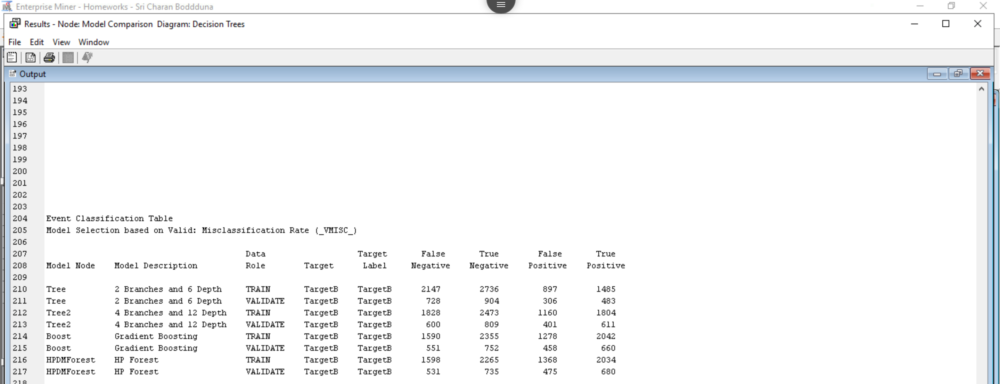 Enterprise Miner - Homeworks - Sri Charan Boddduna
Results - Node: Model Comparison  Diagram: Decision Trees
File Edit View Window
Output
193
194
195
196
197
198
199
200
201
202
203
204 Event Classification Table
205 Model Selection based on Valid: Misclassification Rate (_VMISC_)
206
207 Data Target False True False True
208 Model Node Model Description Role Target Label Negative Negative Positive Positive
209
210 Tree 2 Branches and 6 Depth TRAIN TargetB TargetB 2147 2736 897 1485
211 Tree 2 Branches and 6 Depth VALIDATE TargetB TargetB 728 904 306 483
212 Tree2 4 Branches and 12 Depth TRAIN TargetB TargetB 1828 2473 1160 1804
213 Tree2 4 Branches and 12 Depth VALIDATE TargetB TargetB 600 809 401 611
214 Boost Gradient Boosting TRAIN TargetB TargetB 1590 2355 1278 2042
215 Boost Gradient Boosting VALIDATE TargetB TargetB 551 752 458 660
216 HPDMForest HP Forest TRAIN TargetB TargetB 1598 2265 1368 2034
217 HPDMForest HP Forest VALIDATE TargetB TargetB 531 735 475 680
218